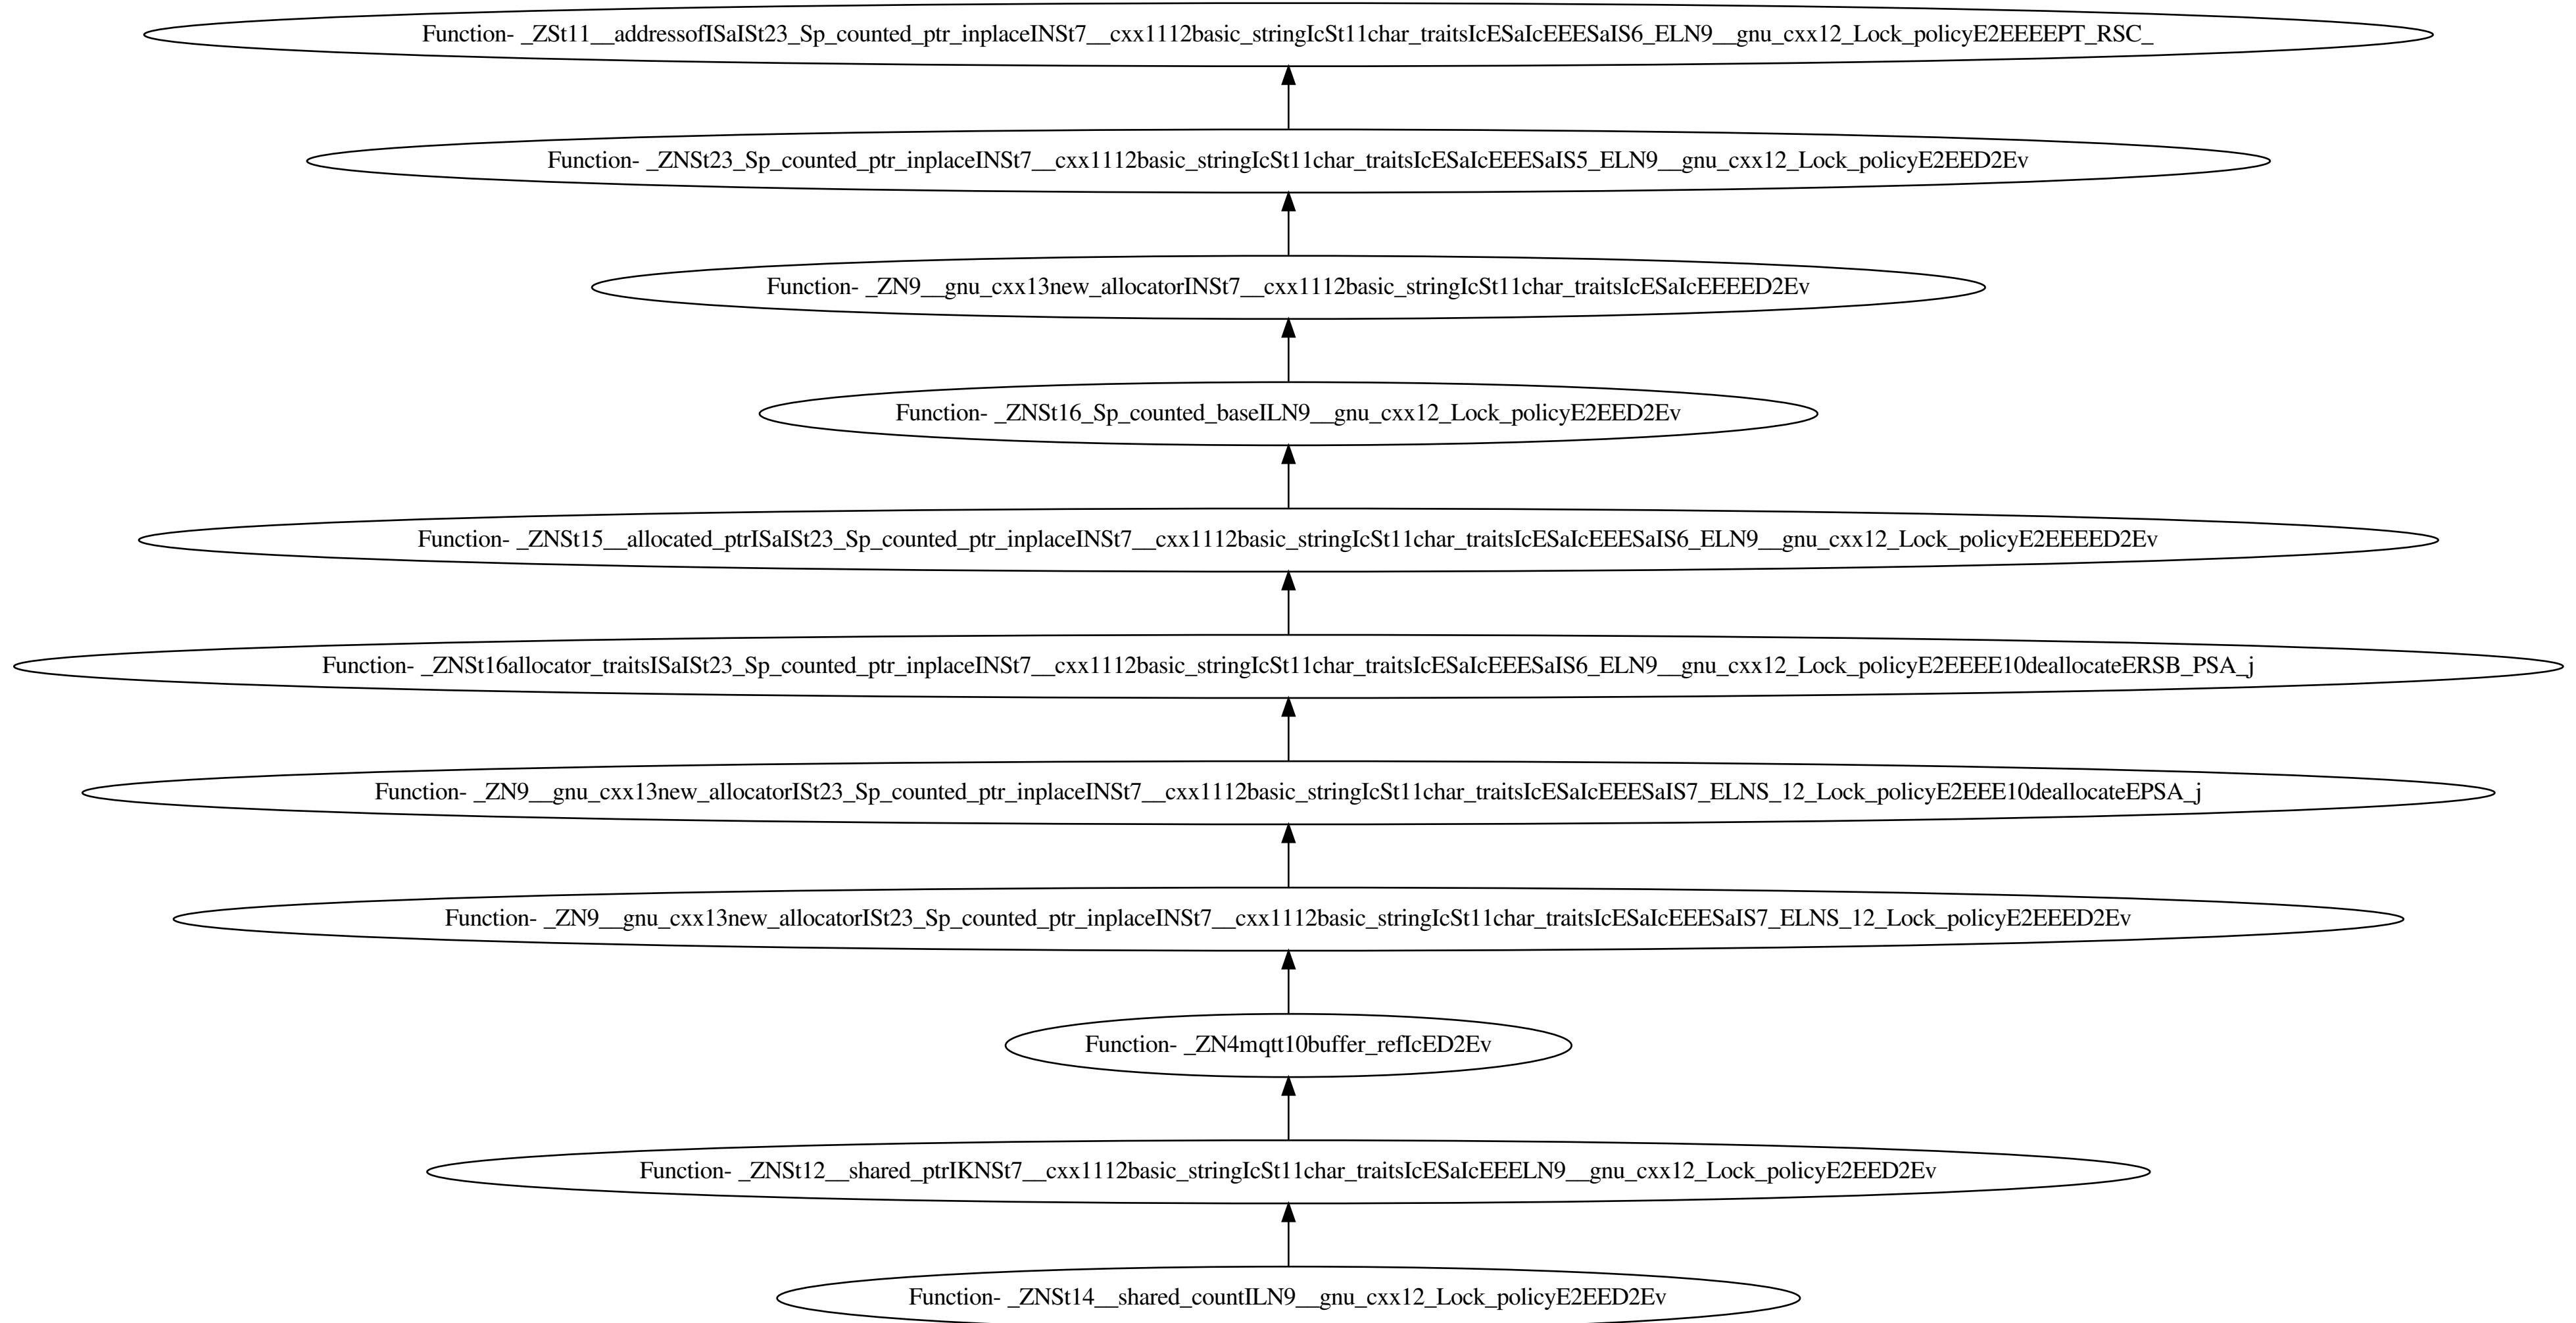 Function- _ZSt11__addressofISaISt23_Sp_counted_ptr_inplaceINSt7__cxx1112basic_stringIcSt11char_traitsIcESaIcEEESaIS6_ELN9__gnu_cxx12_Lock_policyE2EEEEPT_RSC_
Function- _ZNSt23_Sp_counted_ptr_inplaceINSt7__cxx1112basic_stringIcSt11char_traitsIcESaIcEEESaIS5_ELN9__gnu_cxx12_Lock_policyE2EED2Ev
Function- _ZN9__gnu_cxx13new_allocatorINSt7__cxx1112basic_stringIcSt11char_traitsIcESaIcEEEED2Ev
Function- _ZNSt16_Sp_counted_baseILN9__gnu_cxx12_Lock_policyE2EED2Ev
Function- _ZNSt15__allocated_ptrISaISt23_Sp_counted_ptr_inplaceINSt7__cxx1112basic_stringIcSt11char_traitsIcESaIcEEESaIS6_ELN9__gnu_cxx12_Lock_policyE2EEEED2Ev
Function- _ZNSt16allocator_traitsISaISt23_Sp_counted_ptr_inplaceINSt7__cxx1112basic_stringIcSt11char_traitsIcESaIcEEESaIS6_ELN9__gnu_cxx12_Lock_policyE2EEEE10deallocateERSB_PSA_j
Function- _ZN9__gnu_cxx13new_allocatorISt23_Sp_counted_ptr_inplaceINSt7__cxx1112basic_stringIcSt11char_traitsIcESaIcEEESaIS7_ELNS_12_Lock_policyE2EEE10deallocateEPSA_j
Function- _ZN9__gnu_cxx13new_allocatorISt23_Sp_counted_ptr_inplaceINSt7__cxx1112basic_stringIcSt11char_traitsIcESaIcEEESaIS7_ELNS_12_Lock_policyE2EEED2Ev
Function- _ZN4mqtt10buffer_refIcED2Ev
Function- _ZNSt12__shared_ptrIKNSt7__cxx1112basic_stringIcSt11char_traitsIcESaIcEEELN9__gnu_cxx12_Lock_policyE2EED2Ev
Function- _ZNSt14__shared_countILN9__gnu_cxx12_Lock_policyE2EED2Ev